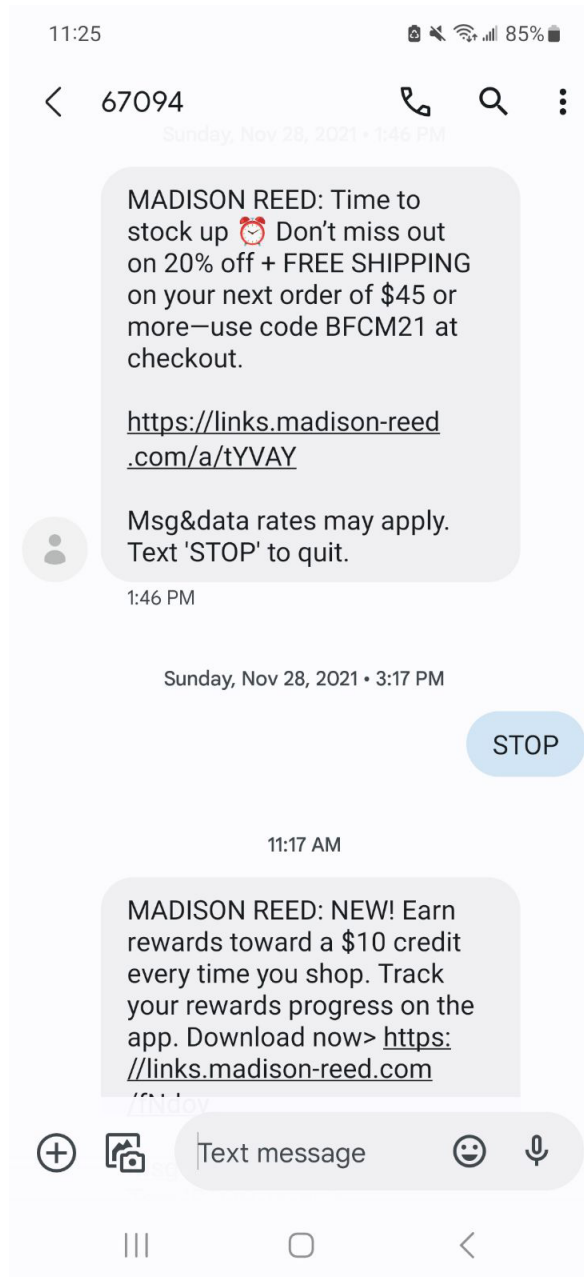 11:25
85%
67094
Sunday, Nov 28, 2021 • 1:46 PM
MADISON REED: Time to
stock up ⏰ Don’t miss out
on 20% off + FREE SHIPPING
on your next order of $45 or
more—use code BFCM21 at
checkout.
https://links.madison-reed
.com/a/tYVAY
Msg&data rates may apply.
Text 'STOP' to quit.
1:46 PM
Sunday, Nov 28, 2021 • 3:17 PM
STOP
11:17 AM
MADISON REED: NEW! Earn
rewards toward a $10 credit
every time you shop. Track
your rewards progress on the
app. Download now> https:
//links.madison-reed.com
Text message